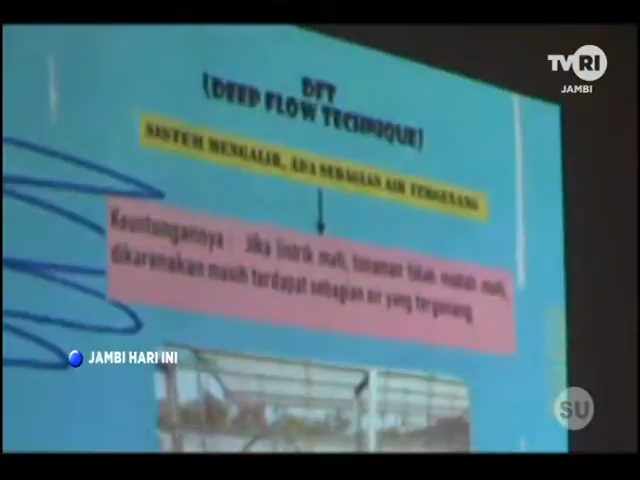 TVRI
JAMBI
DFT
(DEEP FLOW TECHNIQUE)
SISTEM MENGALIR, ADA SEBAGIAN AIR TERGENANG
Keuntungannya : Jika listrik mati, tanaman tidak mudah mati,
dikarenakan masih terdapat sebagian air yang tergenang
JAMBI HARI INI
SU